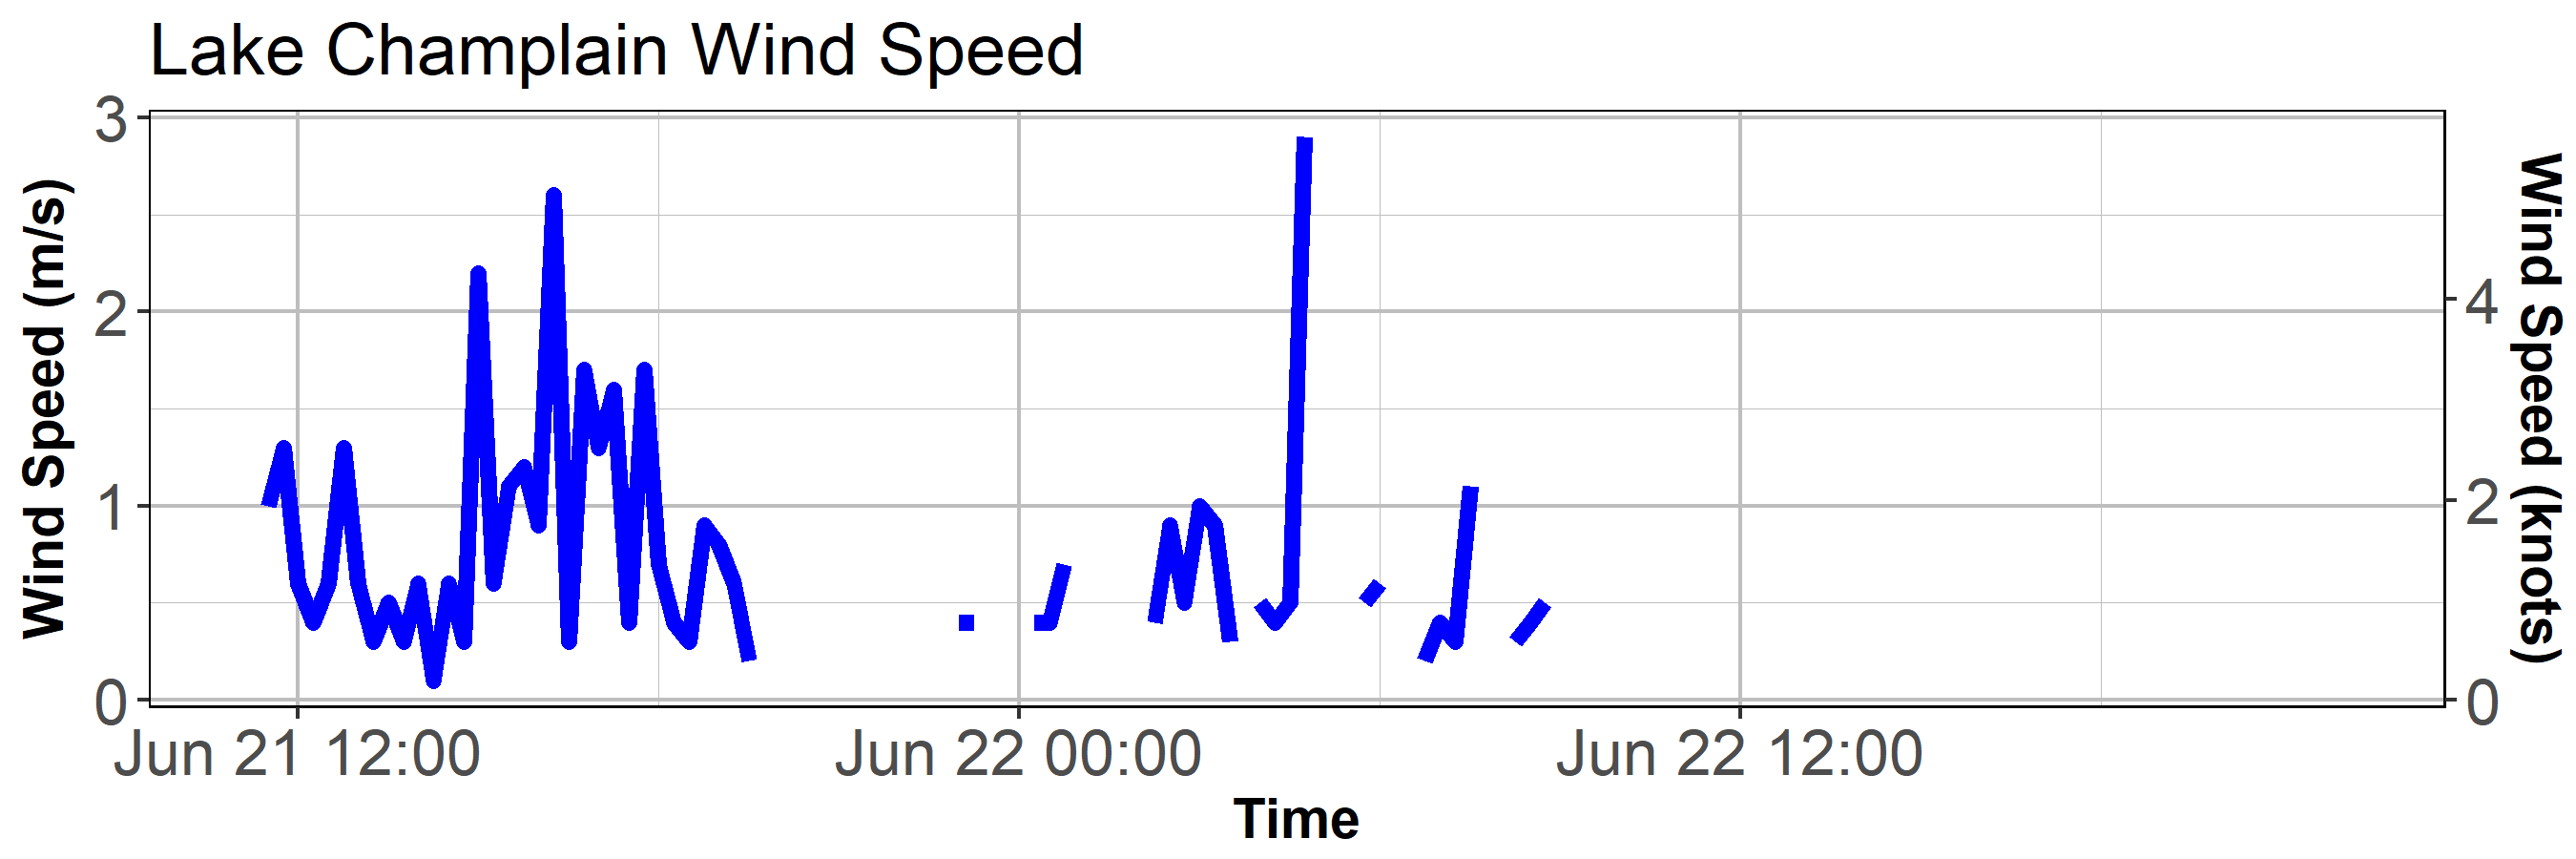 Lake Champlain Wind Speed
Wind Speed (m/s)
3
2
1
0
Wind Speed (knots)
4
2
0
Jun 21 12:00
Jun 22 00:00
Jun 22 12:00
Time